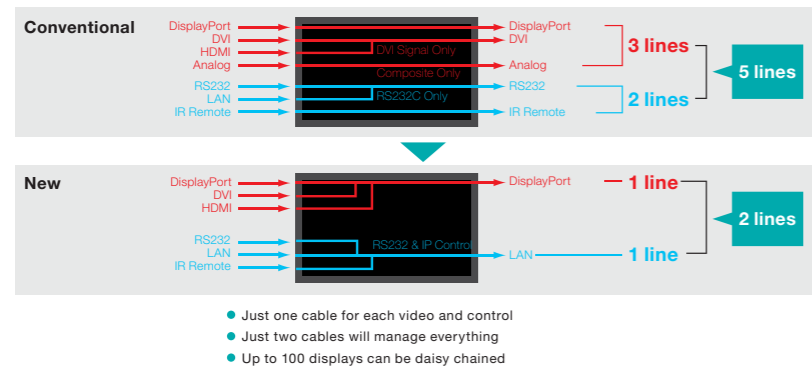 Conventional
DisplayPort
DVI
HDMI
Analog
RS232
LAN
IR Remote
DVI Signal Only
Composite Only
RS232C Only
DisplayPort
DVI
Analog
RS232
IR Remote
3 lines
2 lines
5 lines
New
DisplayPort
DVI
HDMI
RS232
LAN
IR Remote
RS232 & IP Control
DisplayPort
LAN
1 line
1 line
2 lines
Just one cable for each video and control
Just two cables will manage everything
Up to 100 displays can be daisy chained